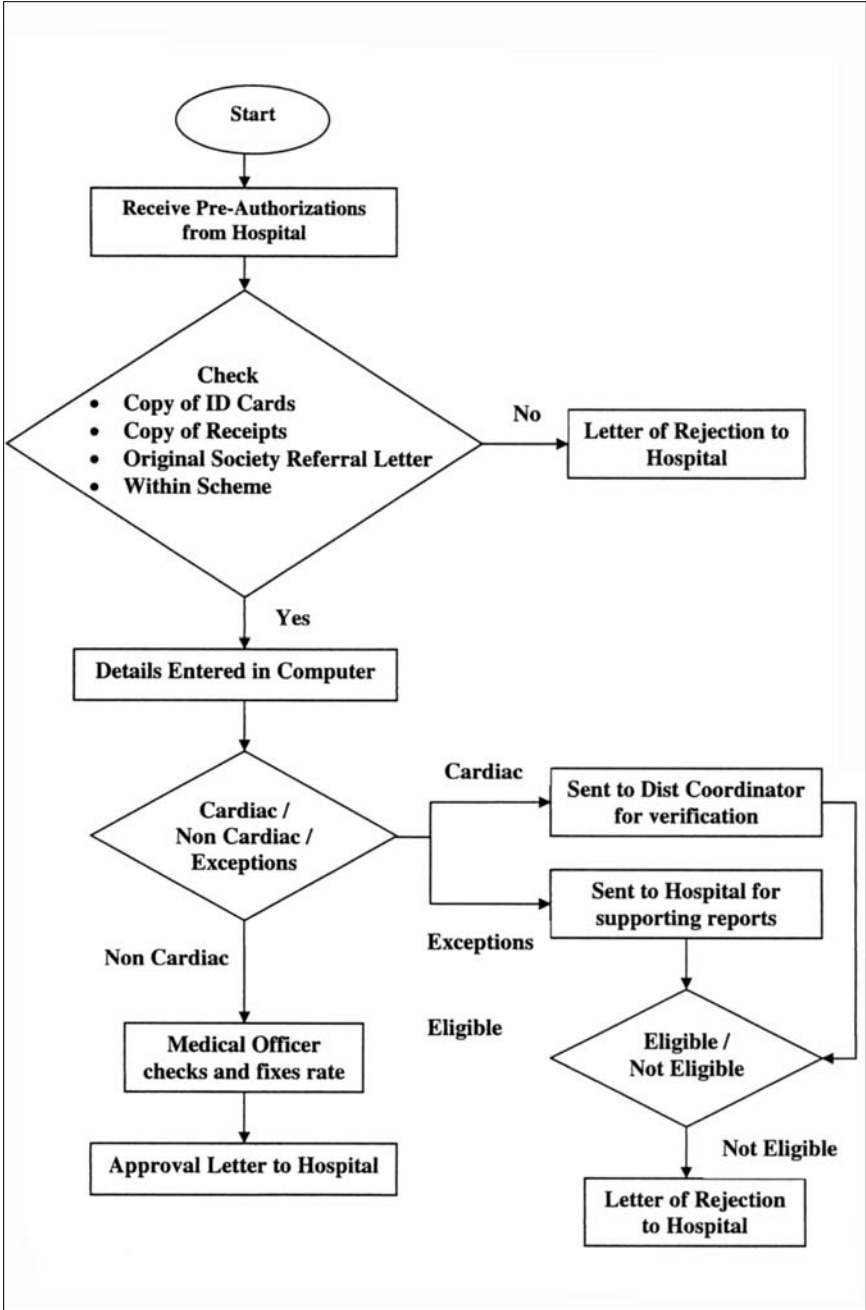 Start
Receive Pre-Authorizations
from Hospital
Check
• Copy of ID Cards
• Copy of Receipts
• Original Society Referral Letter
• Within Scheme
No
Letter of Rejection to
Hospital
Yes
Details Entered in Computer
Cardiac /
Non Cardiac /
Exceptions
Cardiac
Sent to Dist Coordinator
for verification
Sent to Hospital for
supporting reports
Exceptions
Non Cardiac
Medical Officer
checks and fixes rate
Eligible
Eligible /
Not Eligible
Approval Letter to Hospital
Not Eligible
Letter of Rejection
to Hospital